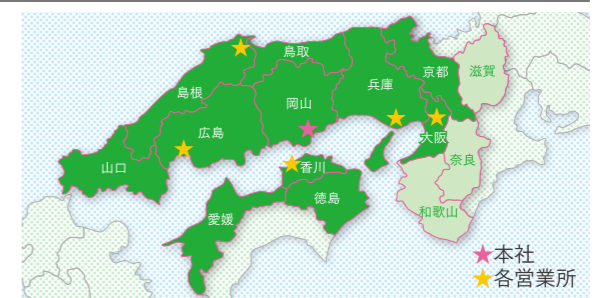 鳥取
京都
滋賀
兵庫
島根
岡山
広島
大阪
奈良
山口
香川
徳島
和歌山
愛媛
★本社
★各営業所